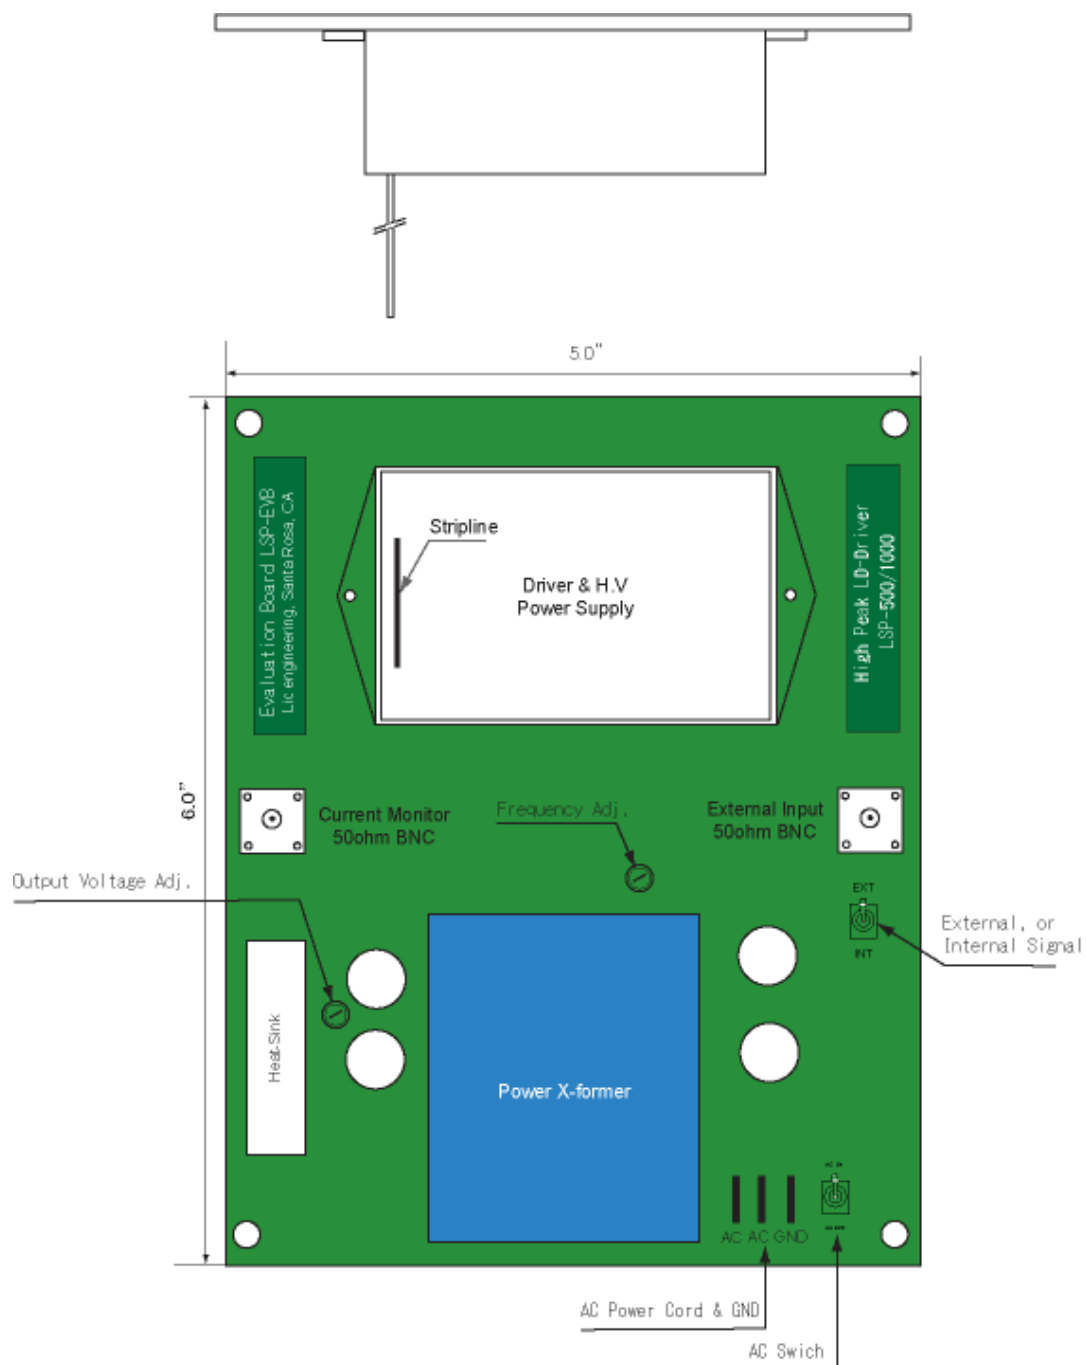 5.0"
Stripline
Driver & H.V
Power Supply
Evaluation Board LSP-EVB
Lic engineering, Santa Rosa, CA
High Peak LD-Driver
LSP-500/1000
6.0"
Current Monitor
50ohm BNC
Frequency Adj.
External Input
50ohm BNC
Output Voltage Adj.
EXT
INT
External, or
Internal Signal
Heat-Sink
Power X-former
AC AC GND
AC Power Cord & GND
AC Swich